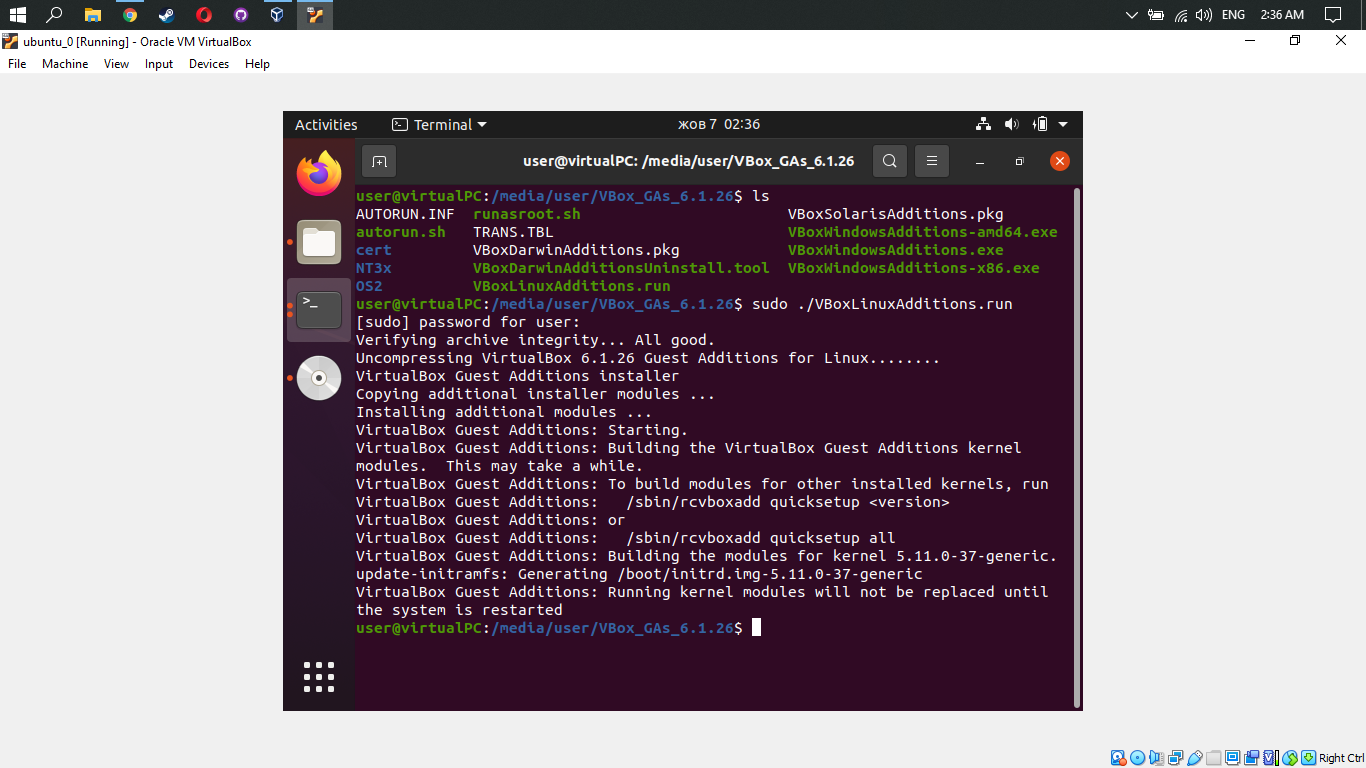 ENG 2:36 AM
ubuntu_0 [Running] - Oracle VM VirtualBox
File Machine View Input Devices Help
Activities Terminal жов 7 02:36
user@virtualPC: /media/user/VBox_GAs_6.1.26
user@virtualPC:/media/user/VBox_GAs_6.1.26$ ls
AUTORUN.INF runasroot.sh VBoxSolarisAdditions.pkg
autorun.sh TRANS.TBL VBoxWindowsAdditions-amd64.exe
cert VBoxDarwinAdditions.pkg VBoxWindowsAdditions.exe
NT3x VBoxDarwinAdditionsUninstall.tool VBoxWindowsAdditions-x86.exe
OS2 VBoxLinuxAdditions.run
user@virtualPC:/media/user/VBox_GAs_6.1.26$ sudo ./VBoxLinuxAdditions.run
[sudo] password for user:
Verifying archive integrity... All good.
Uncompressing VirtualBox 6.1.26 Guest Additions for Linux........
VirtualBox Guest Additions installer
Copying additional installer modules ...
Installing additional modules ...
VirtualBox Guest Additions: Starting.
VirtualBox Guest Additions: Building the VirtualBox Guest Additions kernel
modules.  This may take a while.
VirtualBox Guest Additions: To build modules for other installed kernels, run
VirtualBox Guest Additions:   /sbin/rcvboxadd quicksetup <version>
VirtualBox Guest Additions: or
VirtualBox Guest Additions:   /sbin/rcvboxadd quicksetup all
VirtualBox Guest Additions: Building the modules for kernel 5.11.0-37-generic.
update-initramfs: Generating /boot/initrd.img-5.11.0-37-generic
VirtualBox Guest Additions: Running kernel modules will not be replaced until
the system is restarted
user@virtualPC:/media/user/VBox_GAs_6.1.26$
Right Ctrl